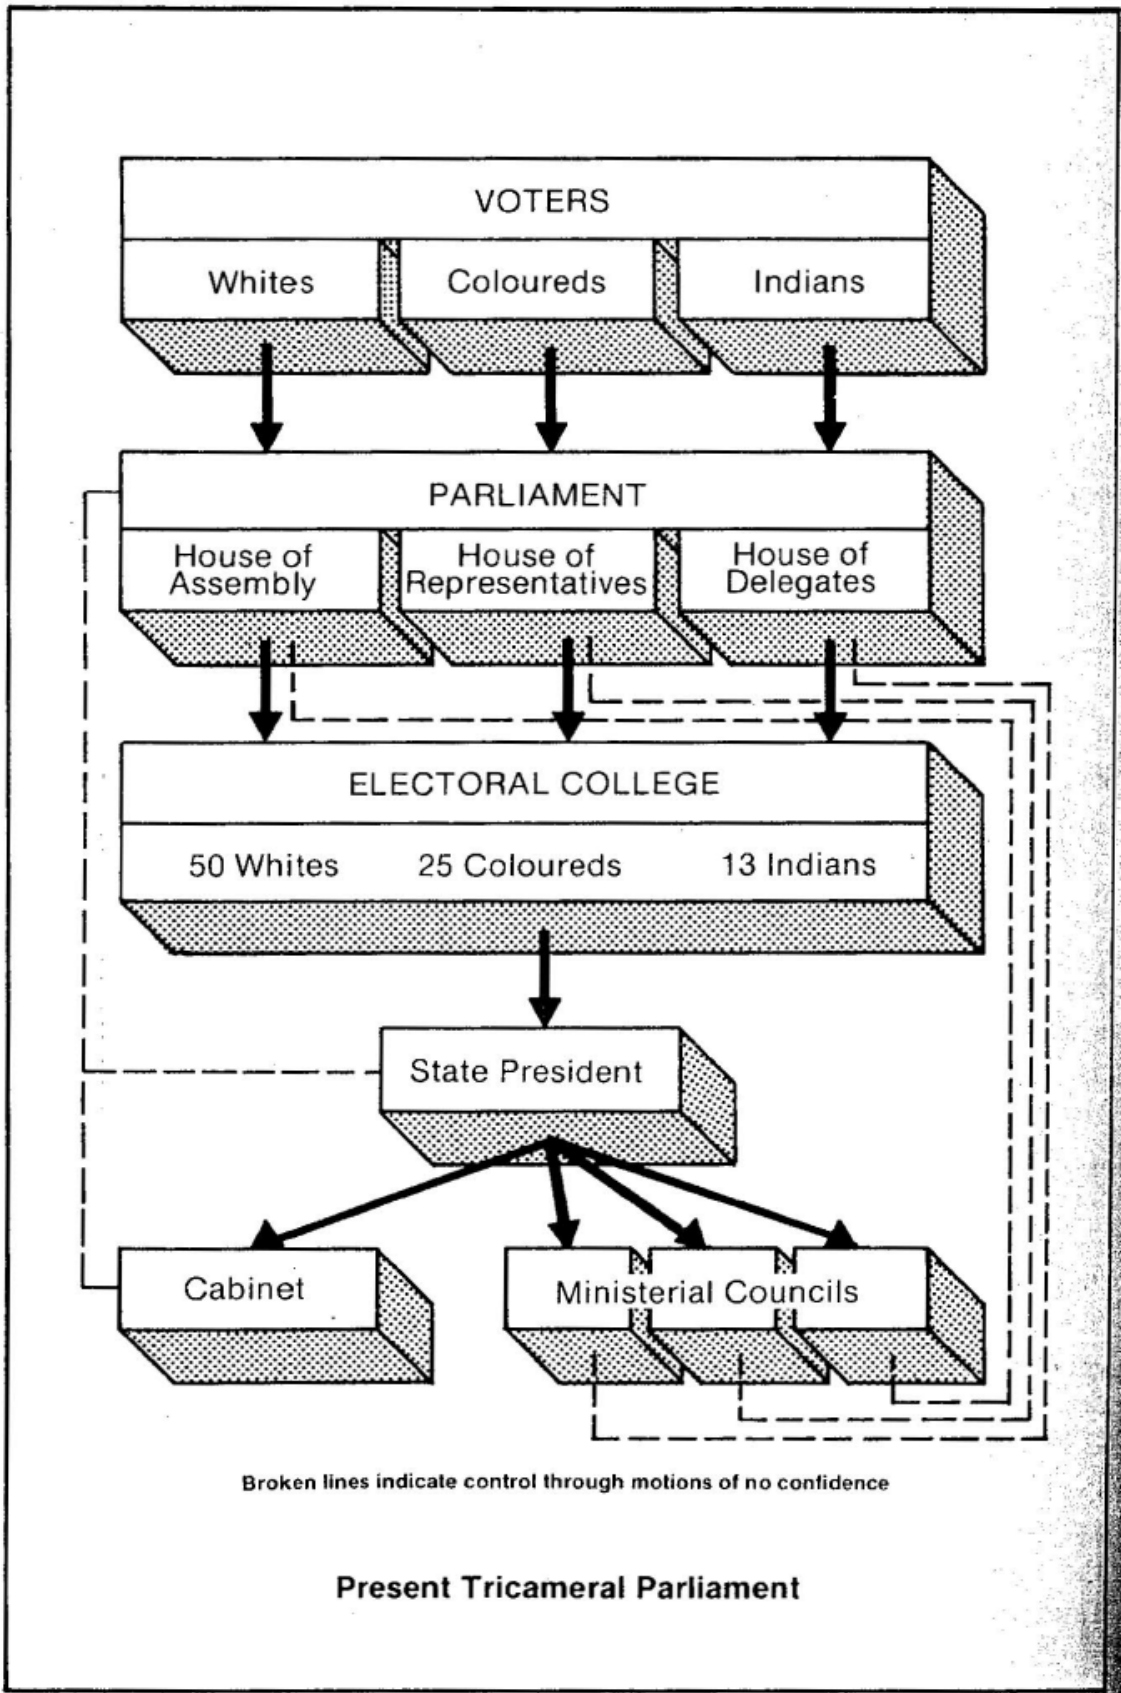 VOTERS
Whites Coloureds Indians
PARLIAMENT
House of Assembly
House of Representatives
House of Delegates
ELECTORAL COLLEGE
50 Whites 25 Coloureds 13 Indians
State President
Cabinet Ministerial Councils
Broken lines indicate control through motions of no confidence
Present Tricameral Parliament